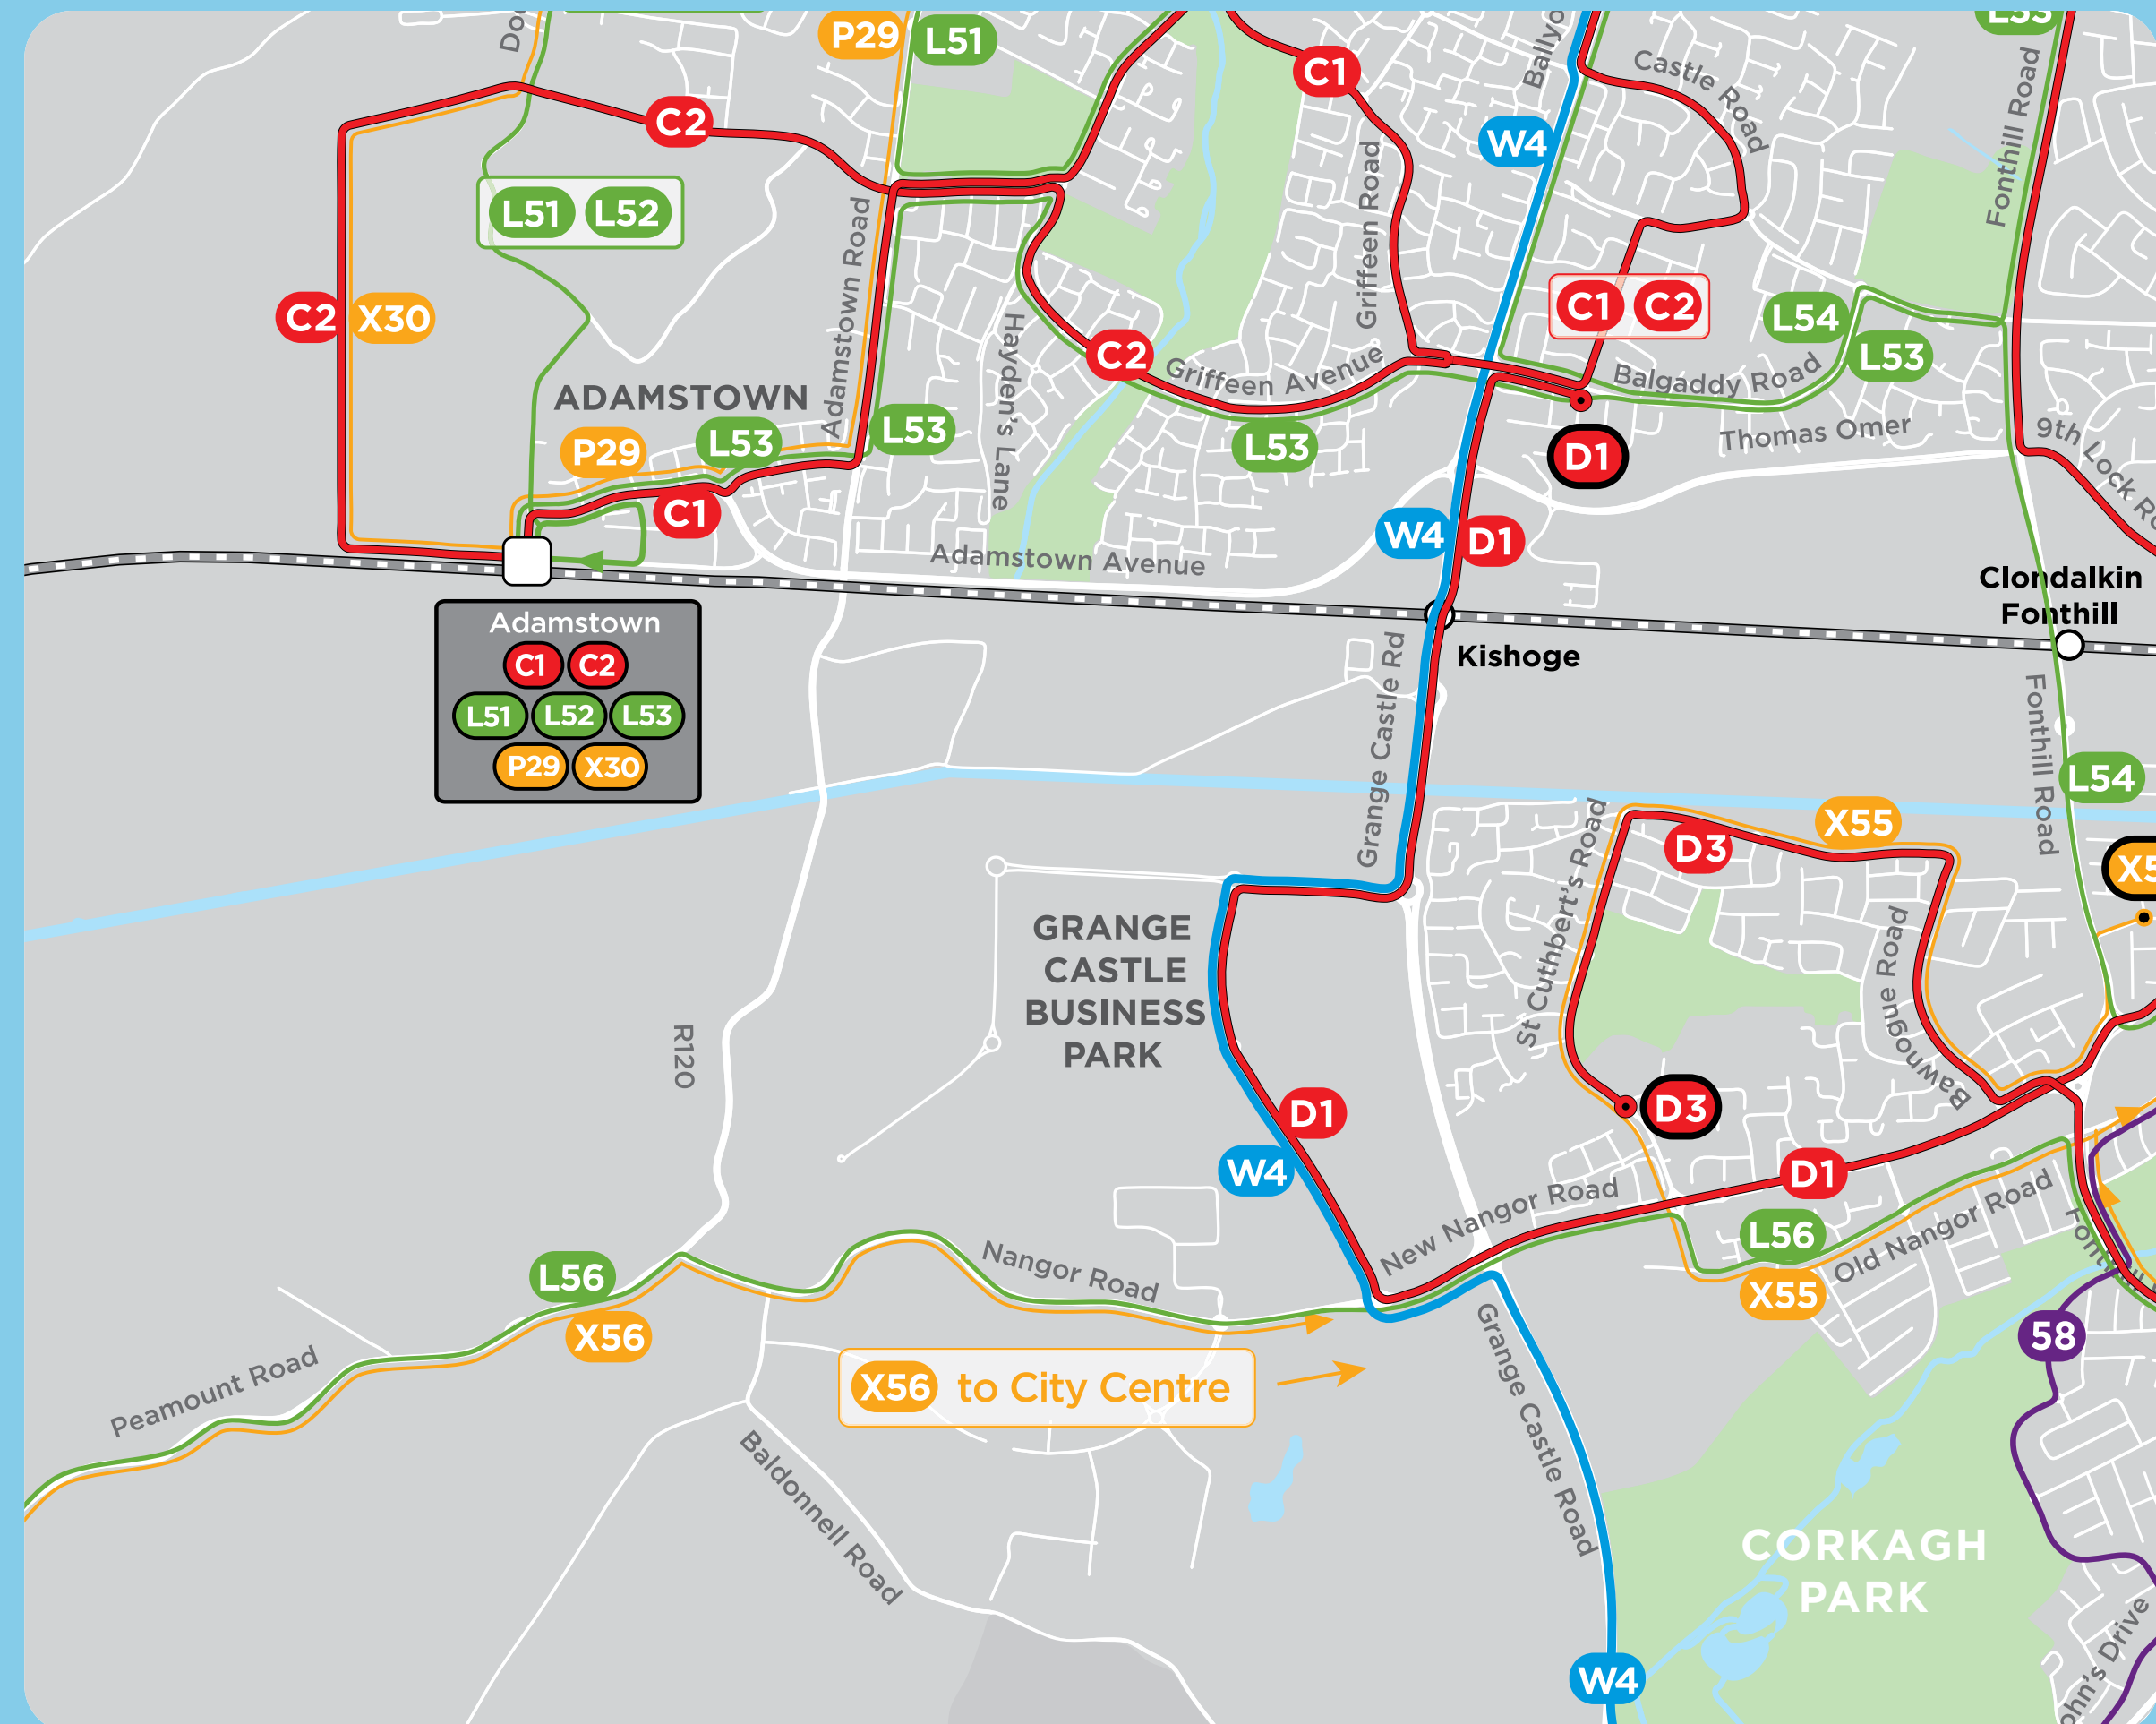 P29
L51
L53
C1
Castle Road
Fonthill Road
C2
W4
L51 L52
Adamstown Road
Griffeen Road
C2
X30
C1 C2
L54
L53
Hayden's Lane
C2
Griffeen Avenue
Balgaddy Road
ADAMSTOWN
L53
L53
P29
L53
Thomas Omer
9th Lock
D1
C1
W4
D1
Adamstown Avenue
Clondalkin
Fonthill
Kishoge
Adamstown
C1 C2
L51 L52 L53
P29 X30
Grange Castle Rd
Fonthill Road
L54
X55
D3
St Cuthbert's Road
GRANGE
CASTLE
BUSINESS
PARK
Bawnogue Road
R120
D3
D1
W4
D1
New Nangor Road
L56
X55
Old Nangor Road
Nangor Road
L56
X56
58
Peamount Road
X56 to City Centre
Grange Castle Road
Baldonnell Road
CORKAGH
PARK
W4
Drive